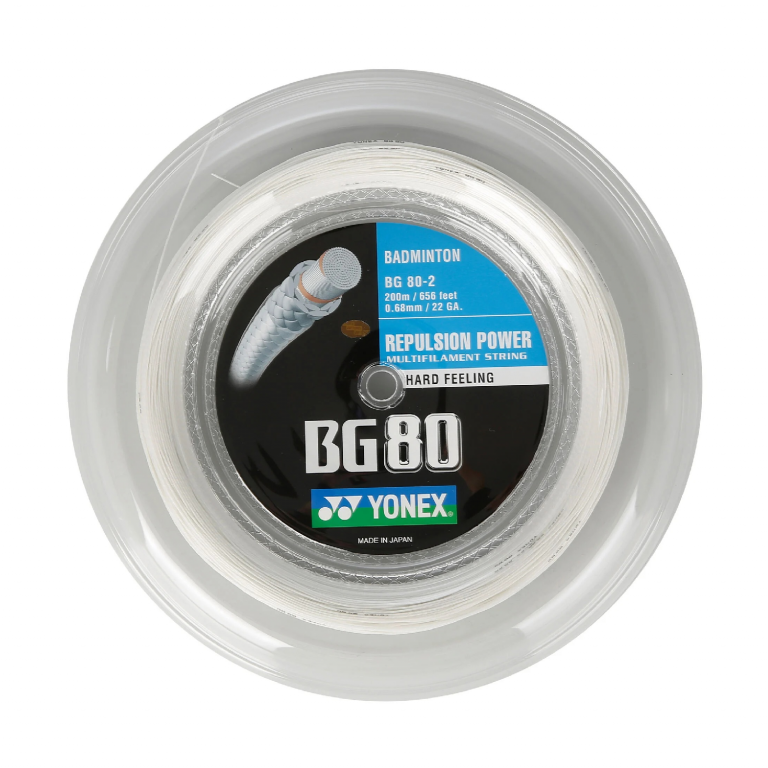 BADMINTON
BG 80-2
200m / 656 feet
0.68mm / 22 GA.
REPULSION POWER
MULTIFILAMENT STRING
HARD FEELING
BG80
YONEX®
MADE IN JAPAN